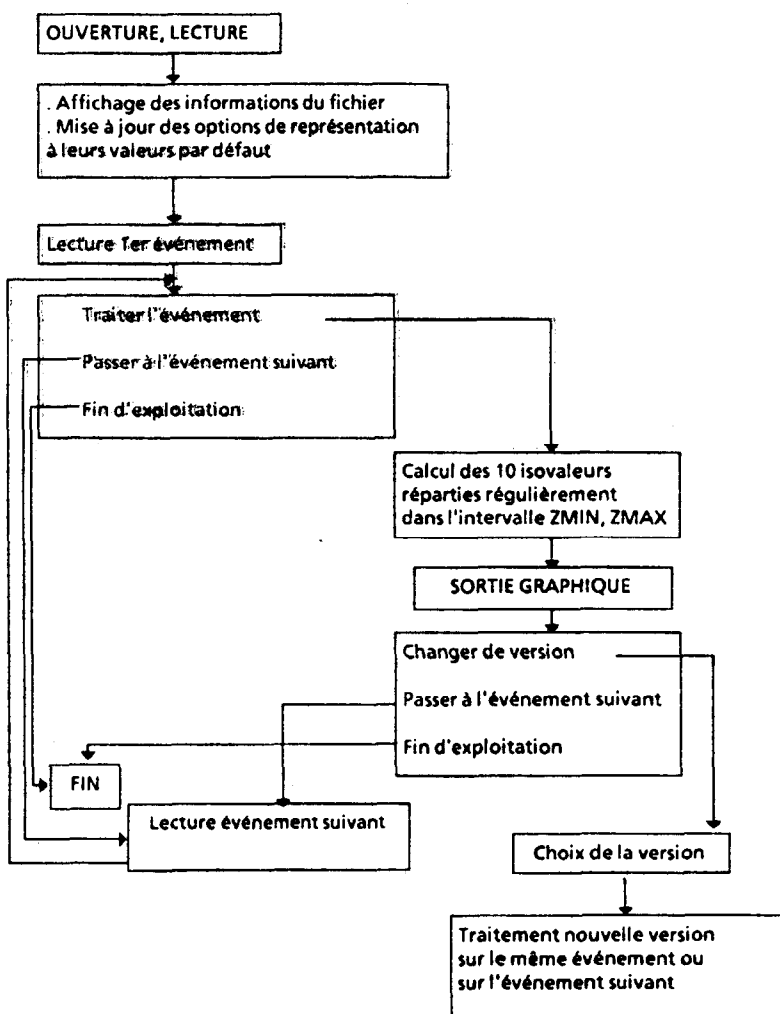 OUVERTURE, LECTURE
. Affichage des informations du fichier
. Mise à jour des options de représentation
à leurs valeurs par défaut
Lecture 1er événement
Traiter l'événement
Passer à l'événement suivant
Fin d'exploitation
Calcul des 10 isovaleurs
réparties régulièrement
dans l'intervalle ZMIN, ZMAX
SORTIE GRAPHIQUE
Changer de version
Passer à l'événement suivant
Fin d'exploitation
FIN
Lecture événement suivant
Choix de la version
Traitement nouvelle version
sur le même événement ou
sur l'événement suivant